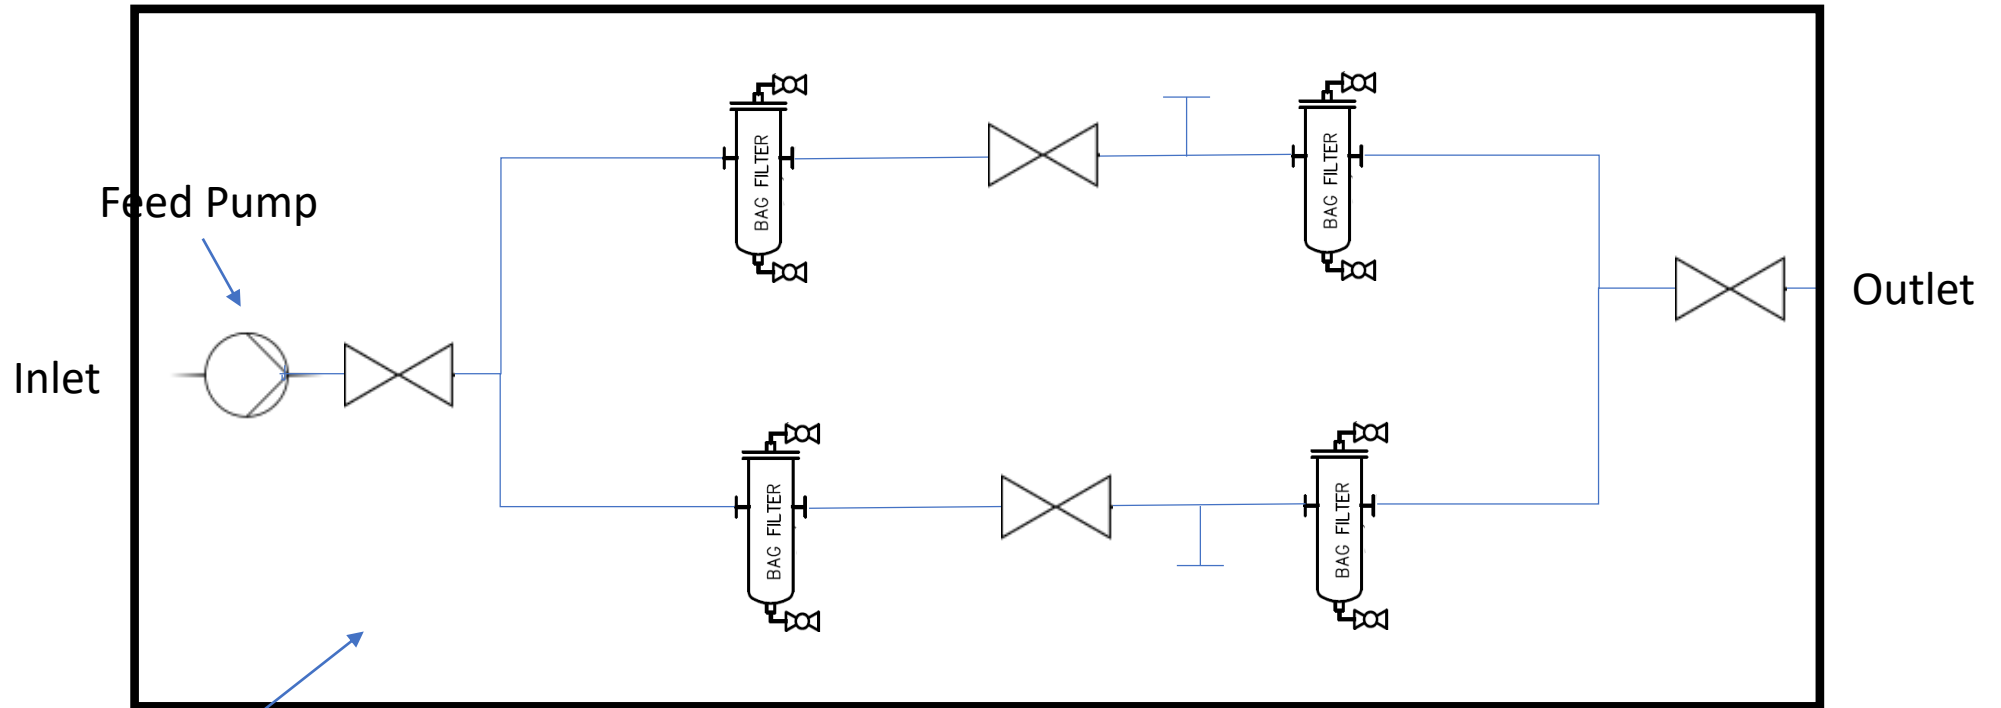 Feed Pump
Inlet
Outlet
BAG FILTER
BAG FILTER
BAG FILTER
BAG FILTER